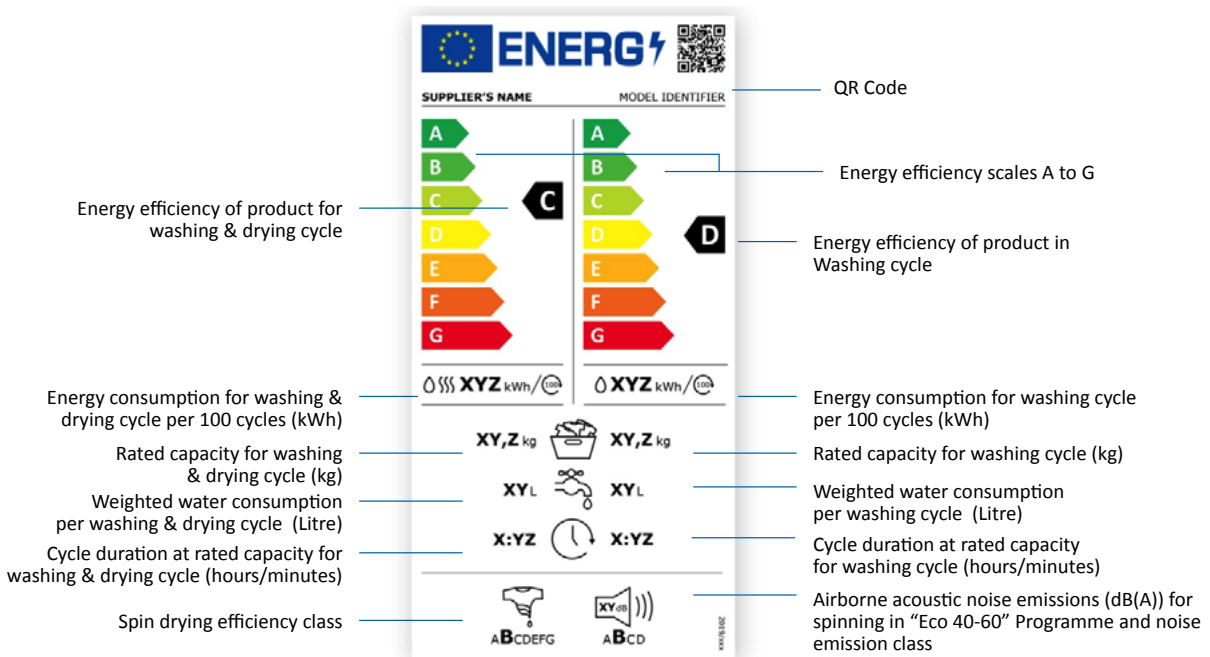 ENERG
SUPPLIER'S NAME
MODEL IDENTIFIER
QR Code
A
B
C
D
E
F
G
C
A
B
C
D
E
F
G
D
Energy efficiency scales A to G
Energy efficiency of product for
washing & drying cycle
Energy efficiency of product in
Washing cycle
XYZ kWh/100
XYZ kWh/100
Energy consumption for washing &
drying cycle per 100 cycles (kWh)
Energy consumption for washing cycle
per 100 cycles (kWh)
XY,Z kg
XY,Z kg
Rated capacity for washing
& drying cycle (kg)
Rated capacity for washing cycle (kg)
XY L
XY L
Weighted water consumption
per washing & drying cycle (Litre)
Weighted water consumption
per washing cycle (Litre)
X:YZ
X:YZ
Cycle duration at rated capacity for
washing & drying cycle (hours/minutes)
Cycle duration at rated capacity
for washing cycle (hours/minutes)
XY dB
ABCDEFG
ABCD
2019/xxx
Spin drying efficiency class
Airborne acoustic noise emissions (dB(A)) for
spinning in “Eco 40-60” Programme and noise
emission class